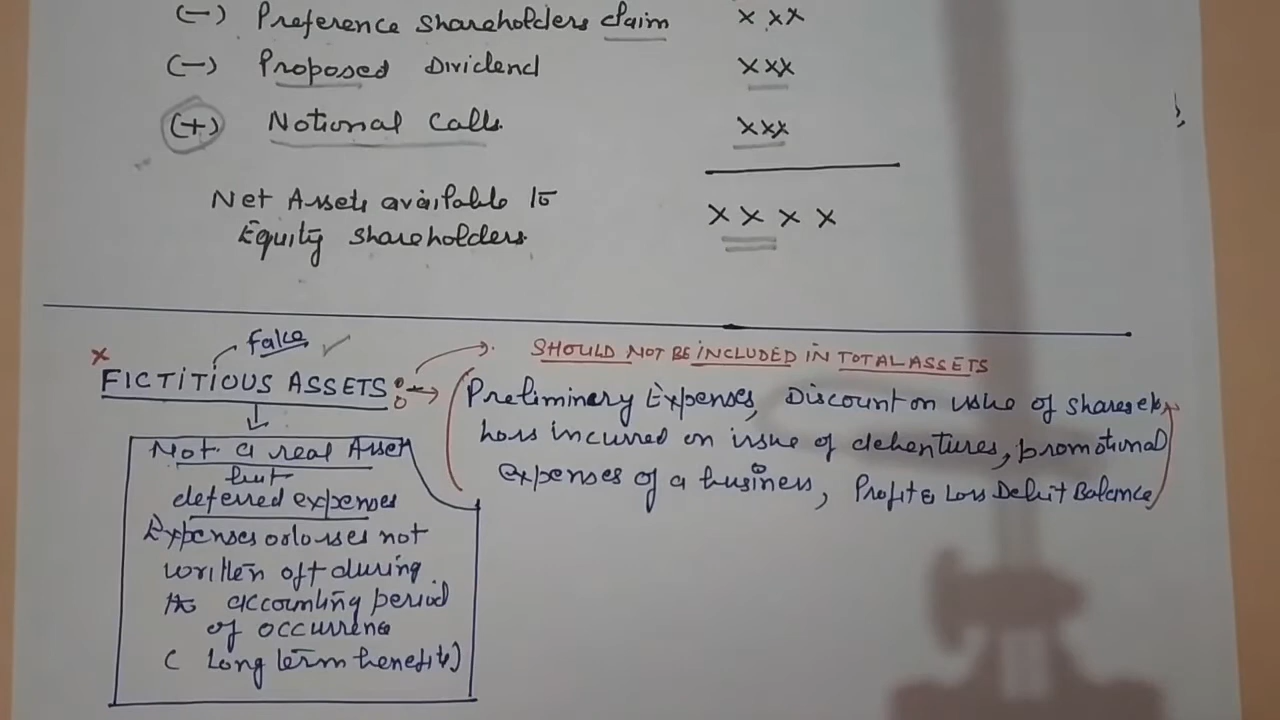 (-) Preference shareholders claim xxx
(-) Proposed Dividend xxx
(+) Notional Calls xxx
Net Assets available to
Equity shareholders. xxxx
Fake
SHOULD NOT BE INCLUDED IN TOTAL ASSETS
FICTITIOUS ASSETS:
Preliminary Expenses, Discount on issue of shares
loss incurred on issue of debentures, promotional
expenses of a business, Profit & Loss Debit Balance
Not a real Asset
but
deferred expenses
Expenses or losses not
written off during
the accounting period
of occurrence
( Long term benefits)